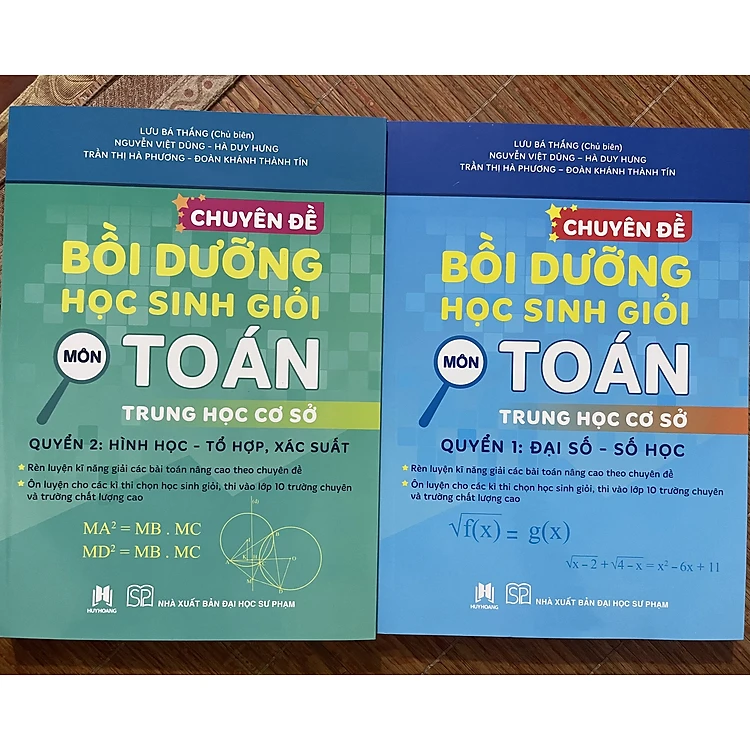 LƯU BÁ THẮNG (Chủ biên)
NGUYỄN VIỆT DŨNG - HÀ DUY HƯNG
TRẦN THỊ HÀ PHƯƠNG - ĐOÀN KHÁNH THÀNH TÍN
CHUYÊN ĐỀ
BỒI DƯỠNG
HỌC SINH GIỎI
MÔN
TOÁN
TRUNG HỌC CƠ SỞ
QUYỂN 2: HÌNH HỌC - TỔ HỢP, XÁC SUẤT
Rèn luyện kĩ năng giải các bài toán nâng cao theo chuyên đề
Ôn luyện cho các kì thi chọn học sinh giỏi, thi vào lớp 10 trường chuyên
và trường chất lượng cao
MA² = MB . MC
MD² = MB . MC
HUYHOANG
SP
NHÀ XUẤT BẢN ĐẠI HỌC SƯ PHẠM
LƯU BÁ THẮNG (Chủ biên)
NGUYỄN VIỆT DŨNG - HÀ DUY HƯNG
TRẦN THỊ HÀ PHƯƠNG - ĐOÀN KHÁNH THÀNH TÍN
CHUYÊN ĐỀ
BỒI DƯỠNG
HỌC SINH GIỎI
MÔN
TOÁN
TRUNG HỌC CƠ SỞ
QUYỂN 1: ĐẠI SỐ - SỐ HỌC
Rèn luyện kĩ năng giải các bài toán nâng cao theo chuyên đề
Ôn luyện cho các kì thi chọn học sinh giỏi, thi vào lớp 10 trường chuyên
và trường chất lượng cao
√f(x) = g(x)
√x-2 + √4-x = x²-6x+11
HUYHOANG
SP
NHÀ XUẤT BẢN ĐẠI HỌC SƯ PHẠM